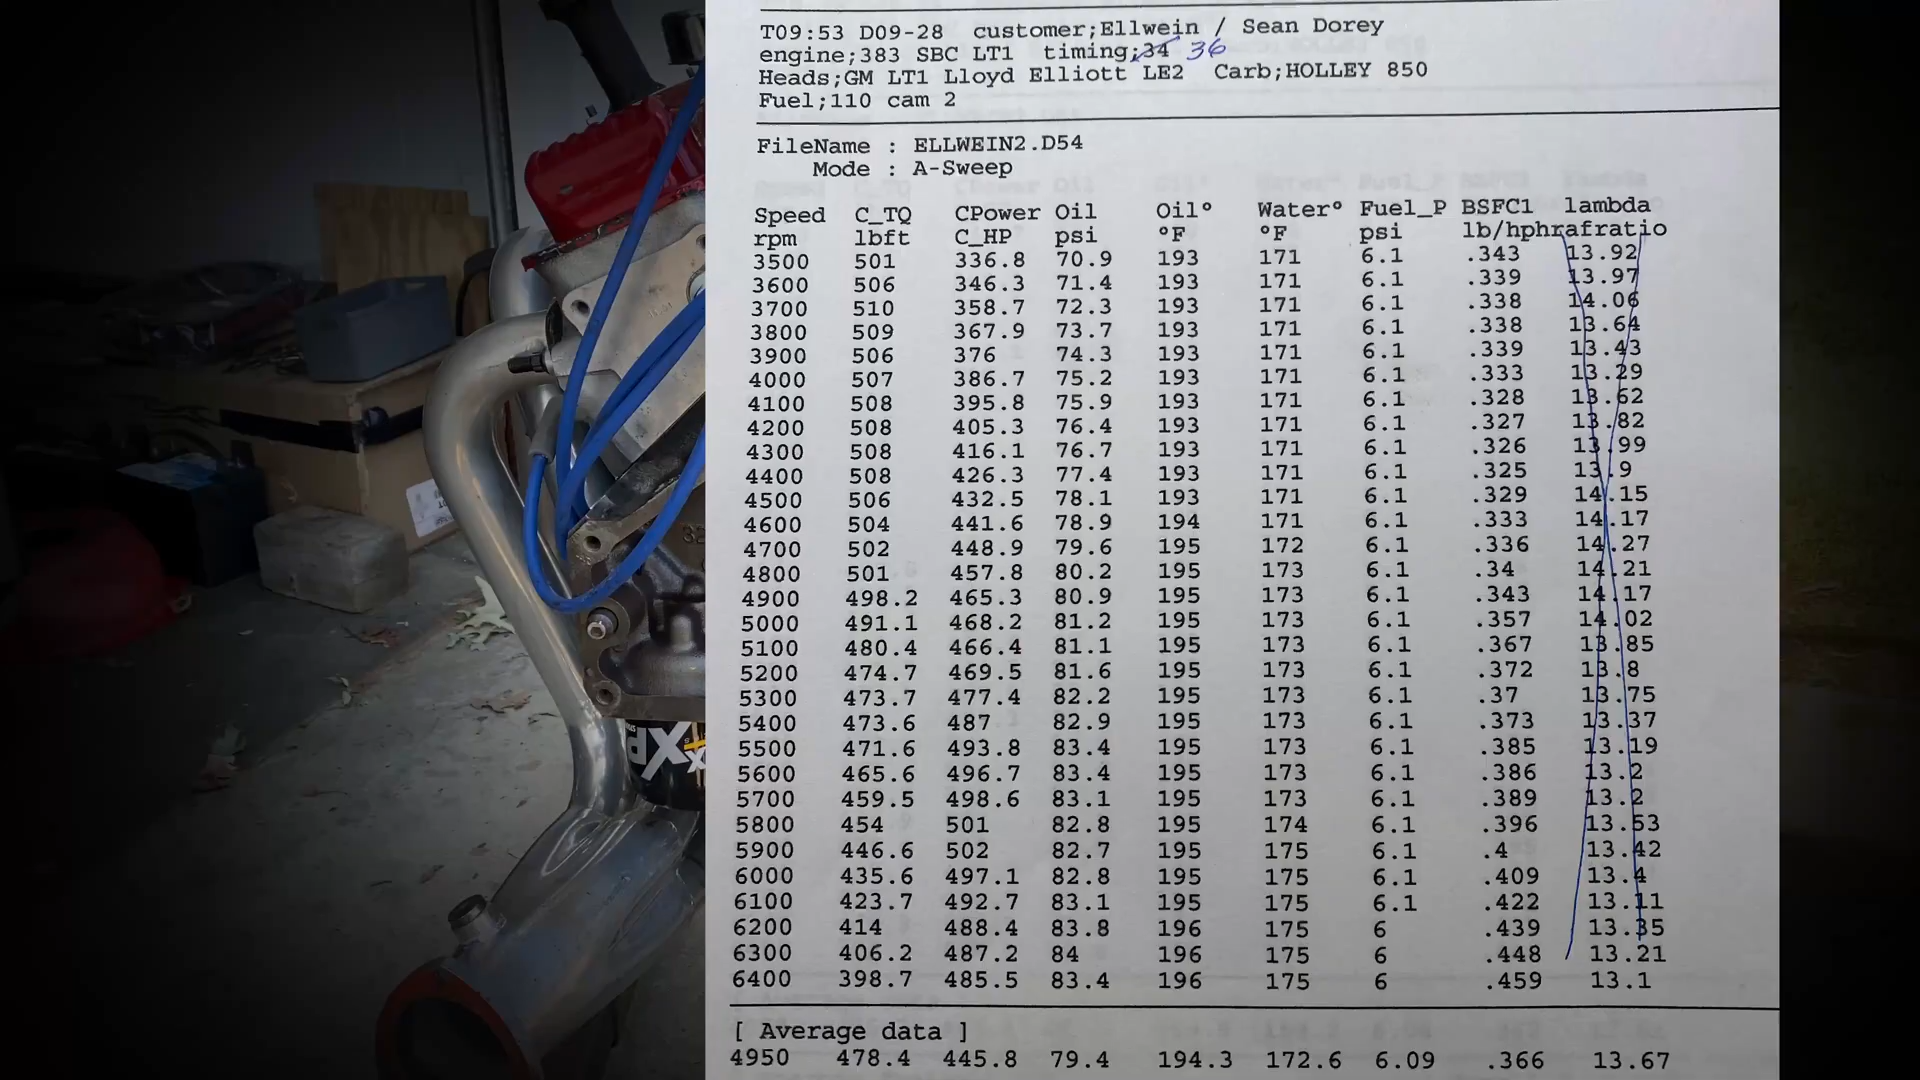 T09:53 D09-28 customer;Ellwein / Sean Dorey
engine;383 SBC LT1 timing;34 36
Heads;GM LT1 Lloyd Elliott LE2 Carb;HOLLEY 850
Fuel;110 cam 2
FileName : ELLWEIN2.D54
Mode : A-Sweep
Speed C_TQ CPower Oil Oil° Water° Fuel_P BSFC1 lambda
rpm lbft C_HP psi °F °F psi lb/hphrafratio
3500 501 336.8 70.9 193 171 6.1 .343 13.92
3600 506 346.3 71.4 193 171 6.1 .339 13.97
3700 510 358.7 72.3 193 171 6.1 .338 14.06
3800 509 367.9 73.7 193 171 6.1 .338 13.64
3900 506 376 74.3 193 171 6.1 .339 13.43
4000 507 386.7 75.2 193 171 6.1 .333 13.29
4100 508 395.8 75.9 193 171 6.1 .328 13.62
4200 508 405.3 76.4 193 171 6.1 .327 13.82
4300 508 416.1 76.7 193 171 6.1 .326 13.99
4400 508 426.3 77.4 193 171 6.1 .325 13.9
4500 506 432.5 78.1 193 171 6.1 .329 14.15
4600 504 441.6 78.9 194 171 6.1 .333 14.17
4700 502 448.9 79.6 195 172 6.1 .336 14.27
4800 501 457.8 80.2 195 173 6.1 .34 14.21
4900 498.2 465.3 80.9 195 173 6.1 .343 14.17
5000 491.1 468.2 81.2 195 173 6.1 .357 14.02
5100 480.4 466.4 81.1 195 173 6.1 .367 13.85
5200 474.7 469.5 81.6 195 173 6.1 .372 13.8
5300 473.7 477.4 82.2 195 173 6.1 .37 13.75
5400 473.6 487 82.9 195 173 6.1 .373 13.37
5500 471.6 493.8 83.4 195 173 6.1 .385 13.19
5600 465.6 496.7 83.4 195 173 6.1 .386 13.2
5700 459.5 498.6 83.1 195 173 6.1 .389 13.2
5800 454 501 82.8 195 174 6.1 .396 13.53
5900 446.6 502 82.7 195 175 6.1 .4 13.42
6000 435.6 497.1 82.8 195 175 6.1 .409 13.4
6100 423.7 492.7 83.1 195 175 6.1 .422 13.11
6200 414 488.4 83.8 196 175 6 .439 13.35
6300 406.2 487.2 84 196 175 6 .448 13.21
6400 398.7 485.5 83.4 196 175 6 .459 13.1
[ Average data ]
4950 478.4 445.8 79.4 194.3 172.6 6.09 .366 13.67
XP